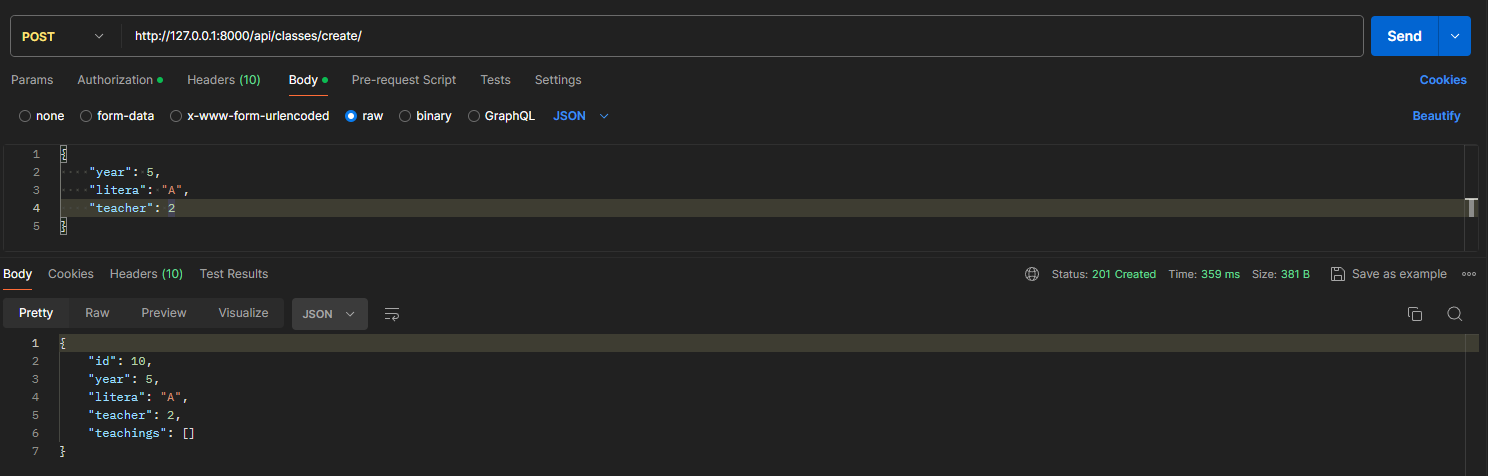 POST http://127.0.0.1:8000/api/classes/create/ Send
Params Authorization Headers (10) Body Pre-request Script Tests Settings Cookies
none form-data x-www-form-urlencoded raw binary GraphQL JSON Beautify
1 {
2 "year": 5,
3 "litera": "A",
4 "teacher": 2
5 }
Body Cookies Headers (10) Test Results Status: 201 Created Time: 359 ms Size: 381 B Save as example
Pretty Raw Preview Visualize JSON
1 {
2 "id": 10,
3 "year": 5,
4 "litera": "A",
5 "teacher": 2,
6 "teachings": []
7 }